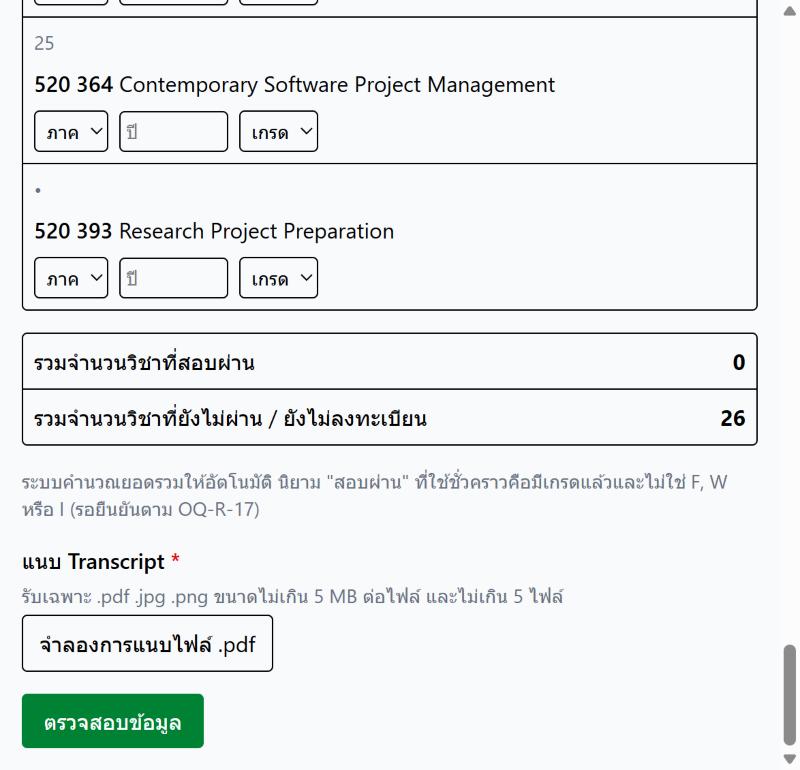 25
520 364 Contemporary Software Project Management
ภาค ปี เกรด
•
520 393 Research Project Preparation
ภาค ปี เกรด
รวมจำนวนวิชาที่สอบผ่าน 0
รวมจำนวนวิชาที่ยังไม่ผ่าน / ยังไม่ลงทะเบียน 26
ระบบคำนวณยอดรวมให้อัตโนมัติ นิยาม "สอบผ่าน" ที่ใช้ชั่วคราวคือมีเกรดแล้วและไม่ใช่ F, W
หรือ I (รอยืนยันตาม OQ-R-17)
แนบ Transcript *
รับเฉพาะ .pdf .jpg .png ขนาดไม่เกิน 5 MB ต่อไฟล์ และไม่เกิน 5 ไฟล์
จำลองการแนบไฟล์ .pdf
ตรวจสอบข้อมูล